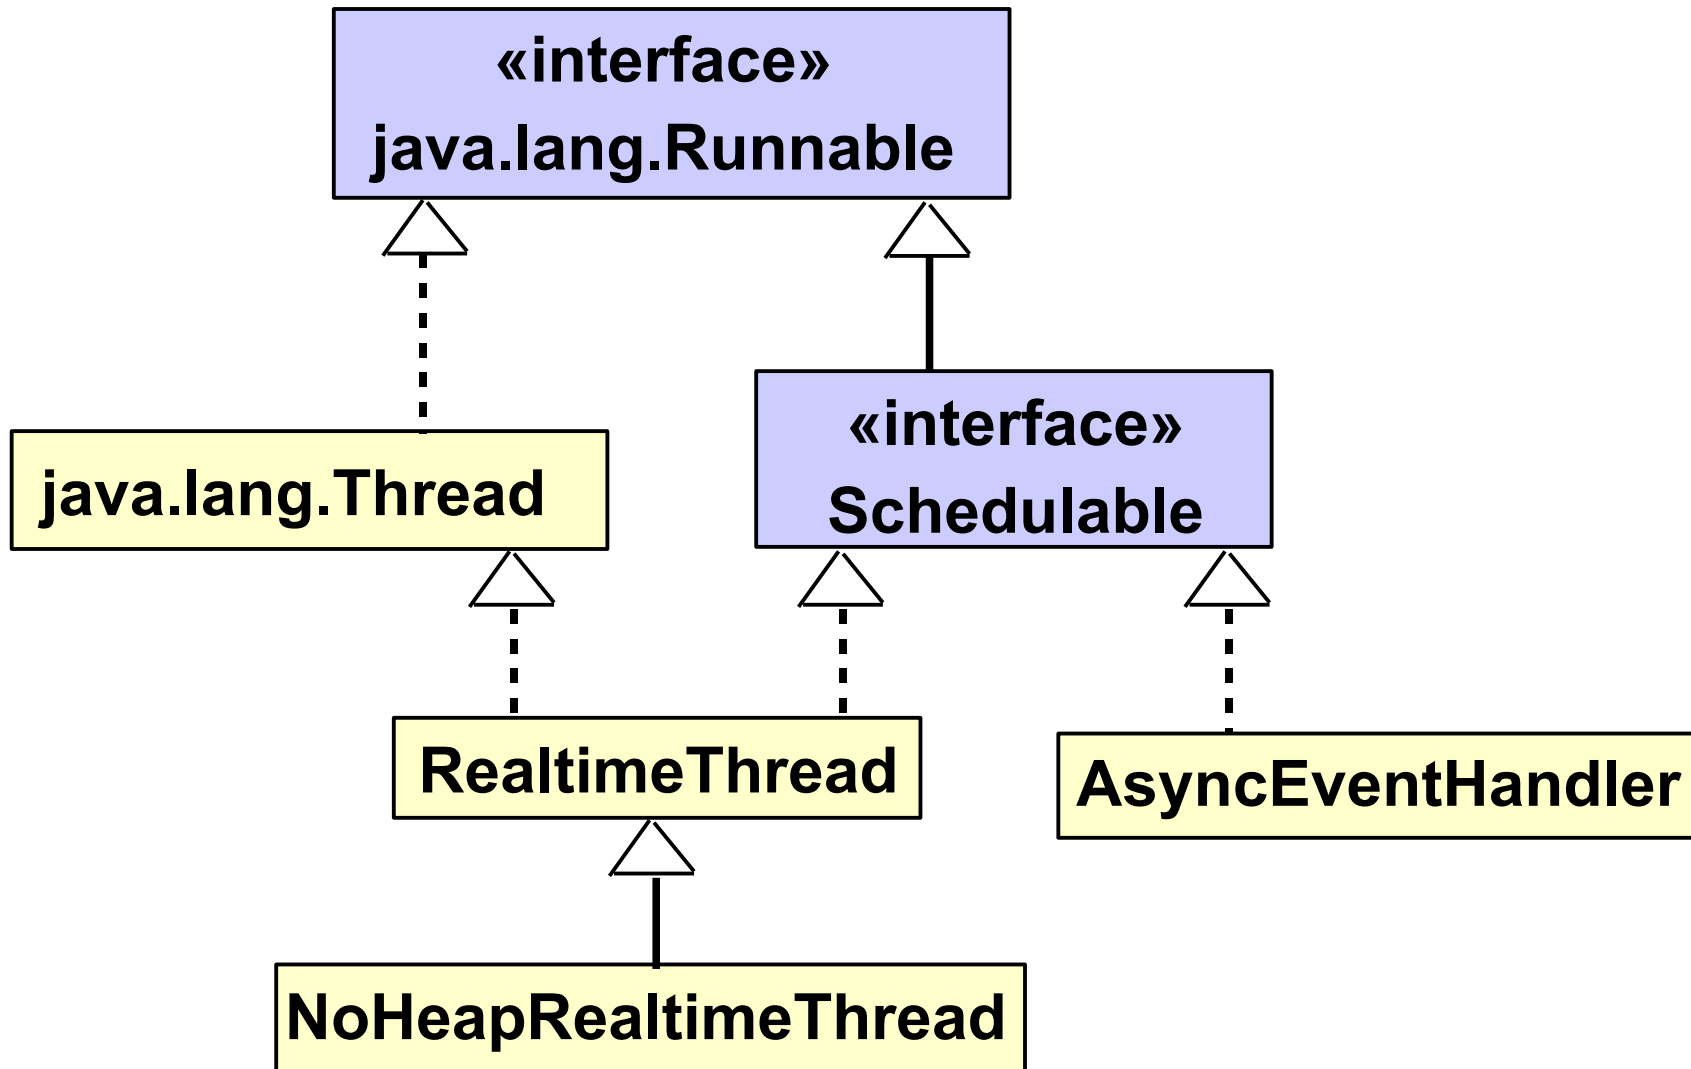 «interface»
java.lang.Runnable
java.lang.Thread
«interface»
Schedulable
RealtimeThread
AsyncEventHandler
NoHeapRealtimeThread